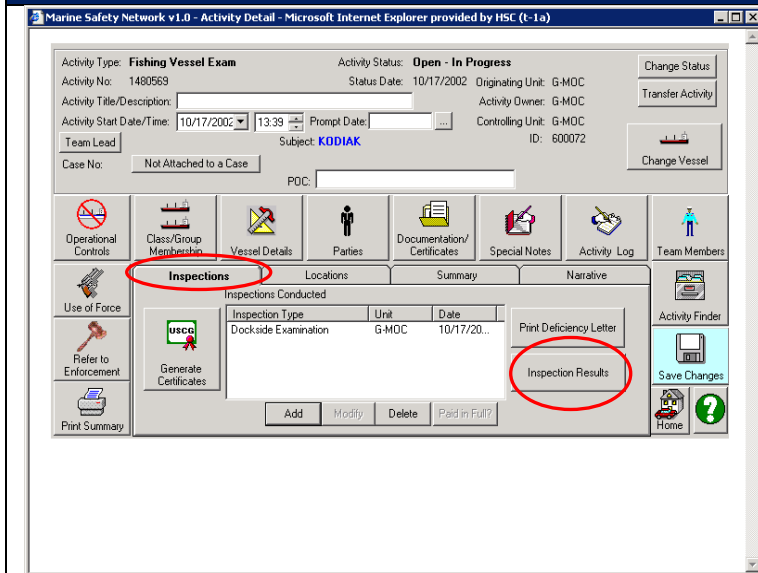 Marine Safety Network v1.0 - Activity Detail - Microsoft Internet Explorer provided by HSC (t-1a)
Activity Type: Fishing Vessel Exam Activity Status: Open - In Progress
Change Status
Activity No: 1480569 Status Date: 10/17/2002 Originating Unit: G-MOC
Activity Title/Description: Activity Owner: G-MOC
Transfer Activity
Activity Start Date/Time: 10/17/2002 13:39 Prompt Date: ... Controlling Unit: G-MOC
Team Lead Subject: KODIAK ID: 600072
Case No: Not Attached to a Case
Change Vessel
POC:
Operational
Controls
Class/Group
Membership
Vessel Details
Parties
Documentation/
Certificates
Special Notes
Activity Log
Team Members
Inspections Locations Summary Narrative
Use of Force
Inspections Conducted
Inspection Type Unit Date
Dockside Examination G-MOC 10/17/20...
Print Deficiency Letter
Activity Finder
USCG
Refer to
Enforcement
Generate
Certificates
Inspection Results
Save Changes
Add Modify Delete Paid in Full?
Print Summary
Home
?